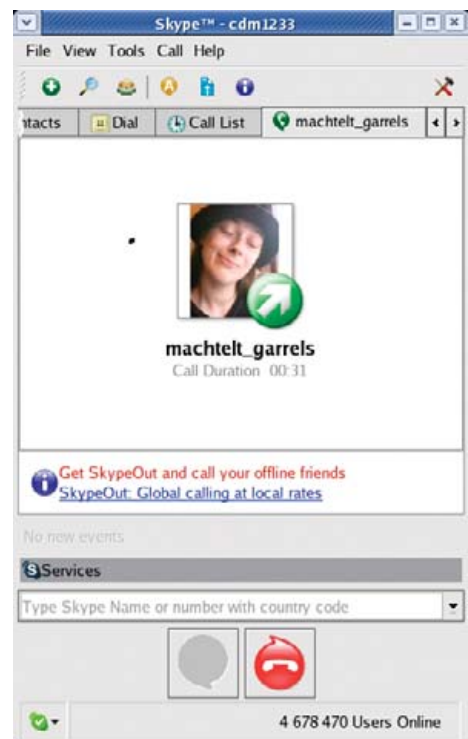 Skype™ - cdm1233
File View Tools Call Help
ntacts Dial Call List machtelt_garrels
machtelt_garrels
Call Duration 00:31
Get SkypeOut and call your offline friends
SkypeOut: Global calling at local rates
No new events
Services
Type Skype Name or number with country code
4 678 470 Users Online